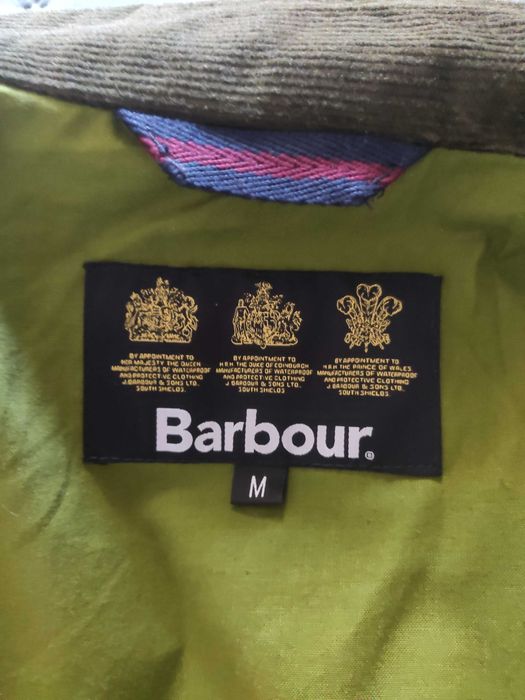 BY APPOINTMENT TO
HER MAJESTY THE QUEEN
MANUFACTURERS OF WATERPROOF
AND PROTECTIVE CLOTHING
J. BARBOUR & SONS LTD.
SOUTH SHIELDS
BY APPOINTMENT TO
H.R.H. THE DUKE OF EDINBURGH
MANUFACTURERS OF WATERPROOF
AND PROTECTIVE CLOTHING
J. BARBOUR & SONS LTD.
SOUTH SHIELDS
BY APPOINTMENT TO
H.R.H. THE PRINCE OF WALES
MANUFACTURERS OF WATERPROOF
AND PROTECTIVE CLOTHING
J. BARBOUR & SONS LTD.
SOUTH SHIELDS
Barbour®
M